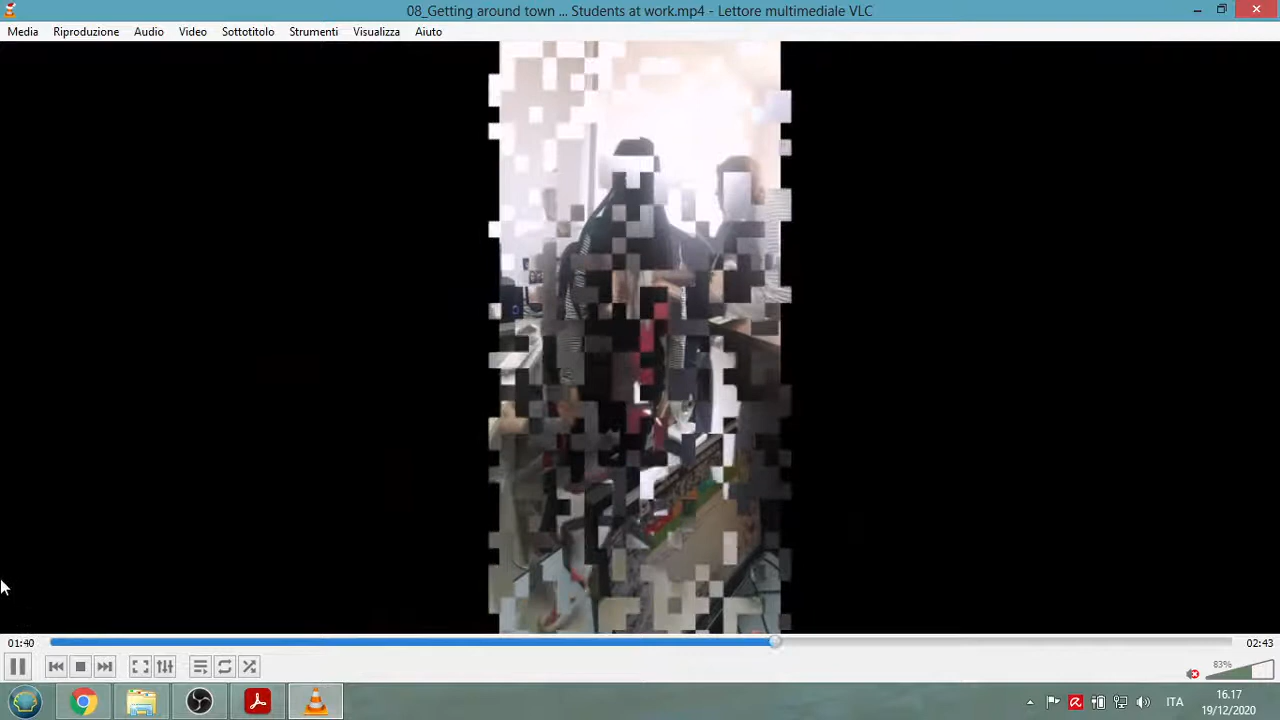 08_Getting around town ... Students at work.mp4 - Lettore multimediale VLC
Media Riproduzione Audio Video Sottotitolo Strumenti Visualizza Aiuto
01:40
02:43
83%
ITA
16.17
19/12/2020